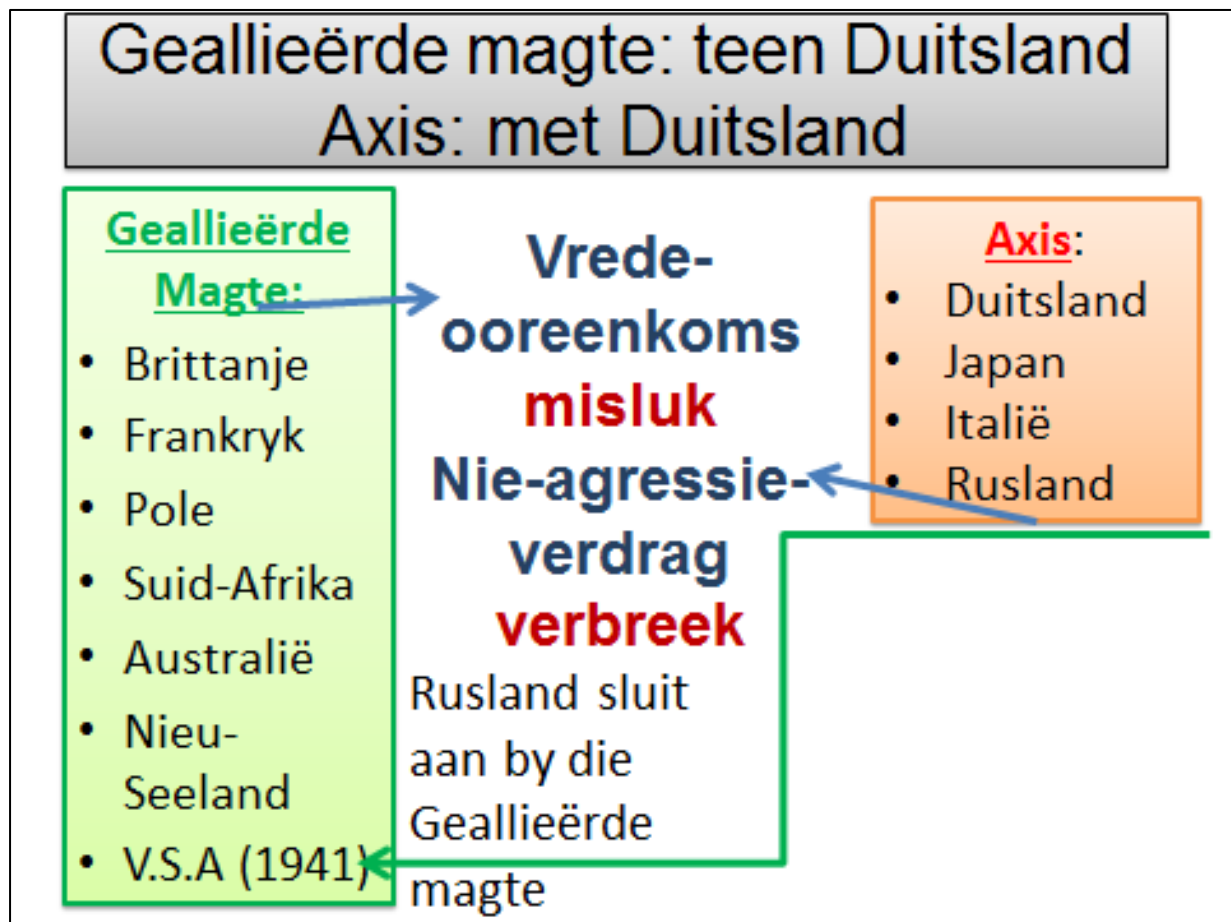 Geallieërde magte: teen Duitsland
Axis: met Duitsland
Geallieërde
Magte:
• Brittanje
• Frankryk
• Pole
• Suid-Afrika
• Australië
• Nieu-
Seeland
• V.S.A (1941)
Vrede-
ooreenkoms
misluk
Nie-agressie-
verdrag
verbreek
Rusland sluit
aan by die
Geallieërde
magte
Axis:
• Duitsland
• Japan
• Italië
• Rusland